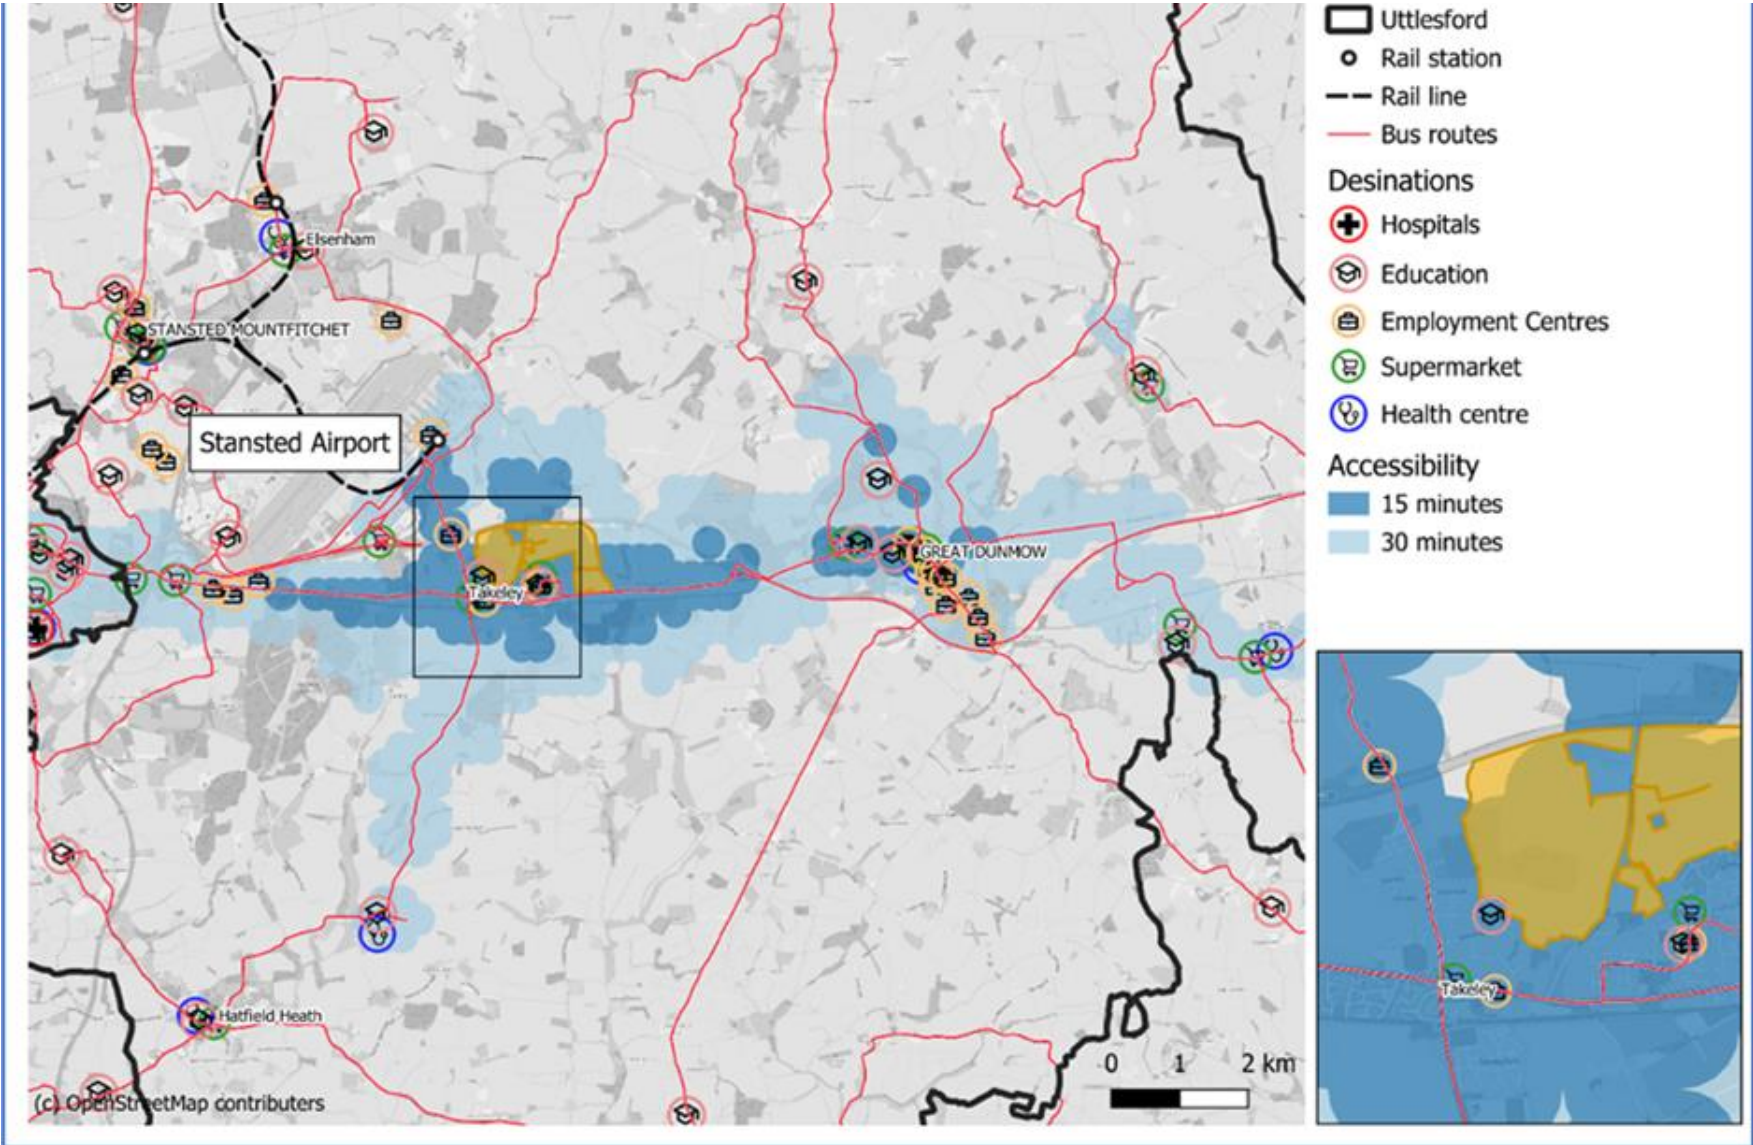 Elsenham
STANSTED MOUNTFITCHET
Stansted Airport
GREAT DUNMOW
Takeley
Hatfield Heath
0 1 2 km
(c) OpenStreetMap contributors
Uttlesford
Rail station
Rail line
Bus routes
Desinations
Hospitals
Education
Employment Centres
Supermarket
Health centre
Accessibility
15 minutes
30 minutes
Takeley